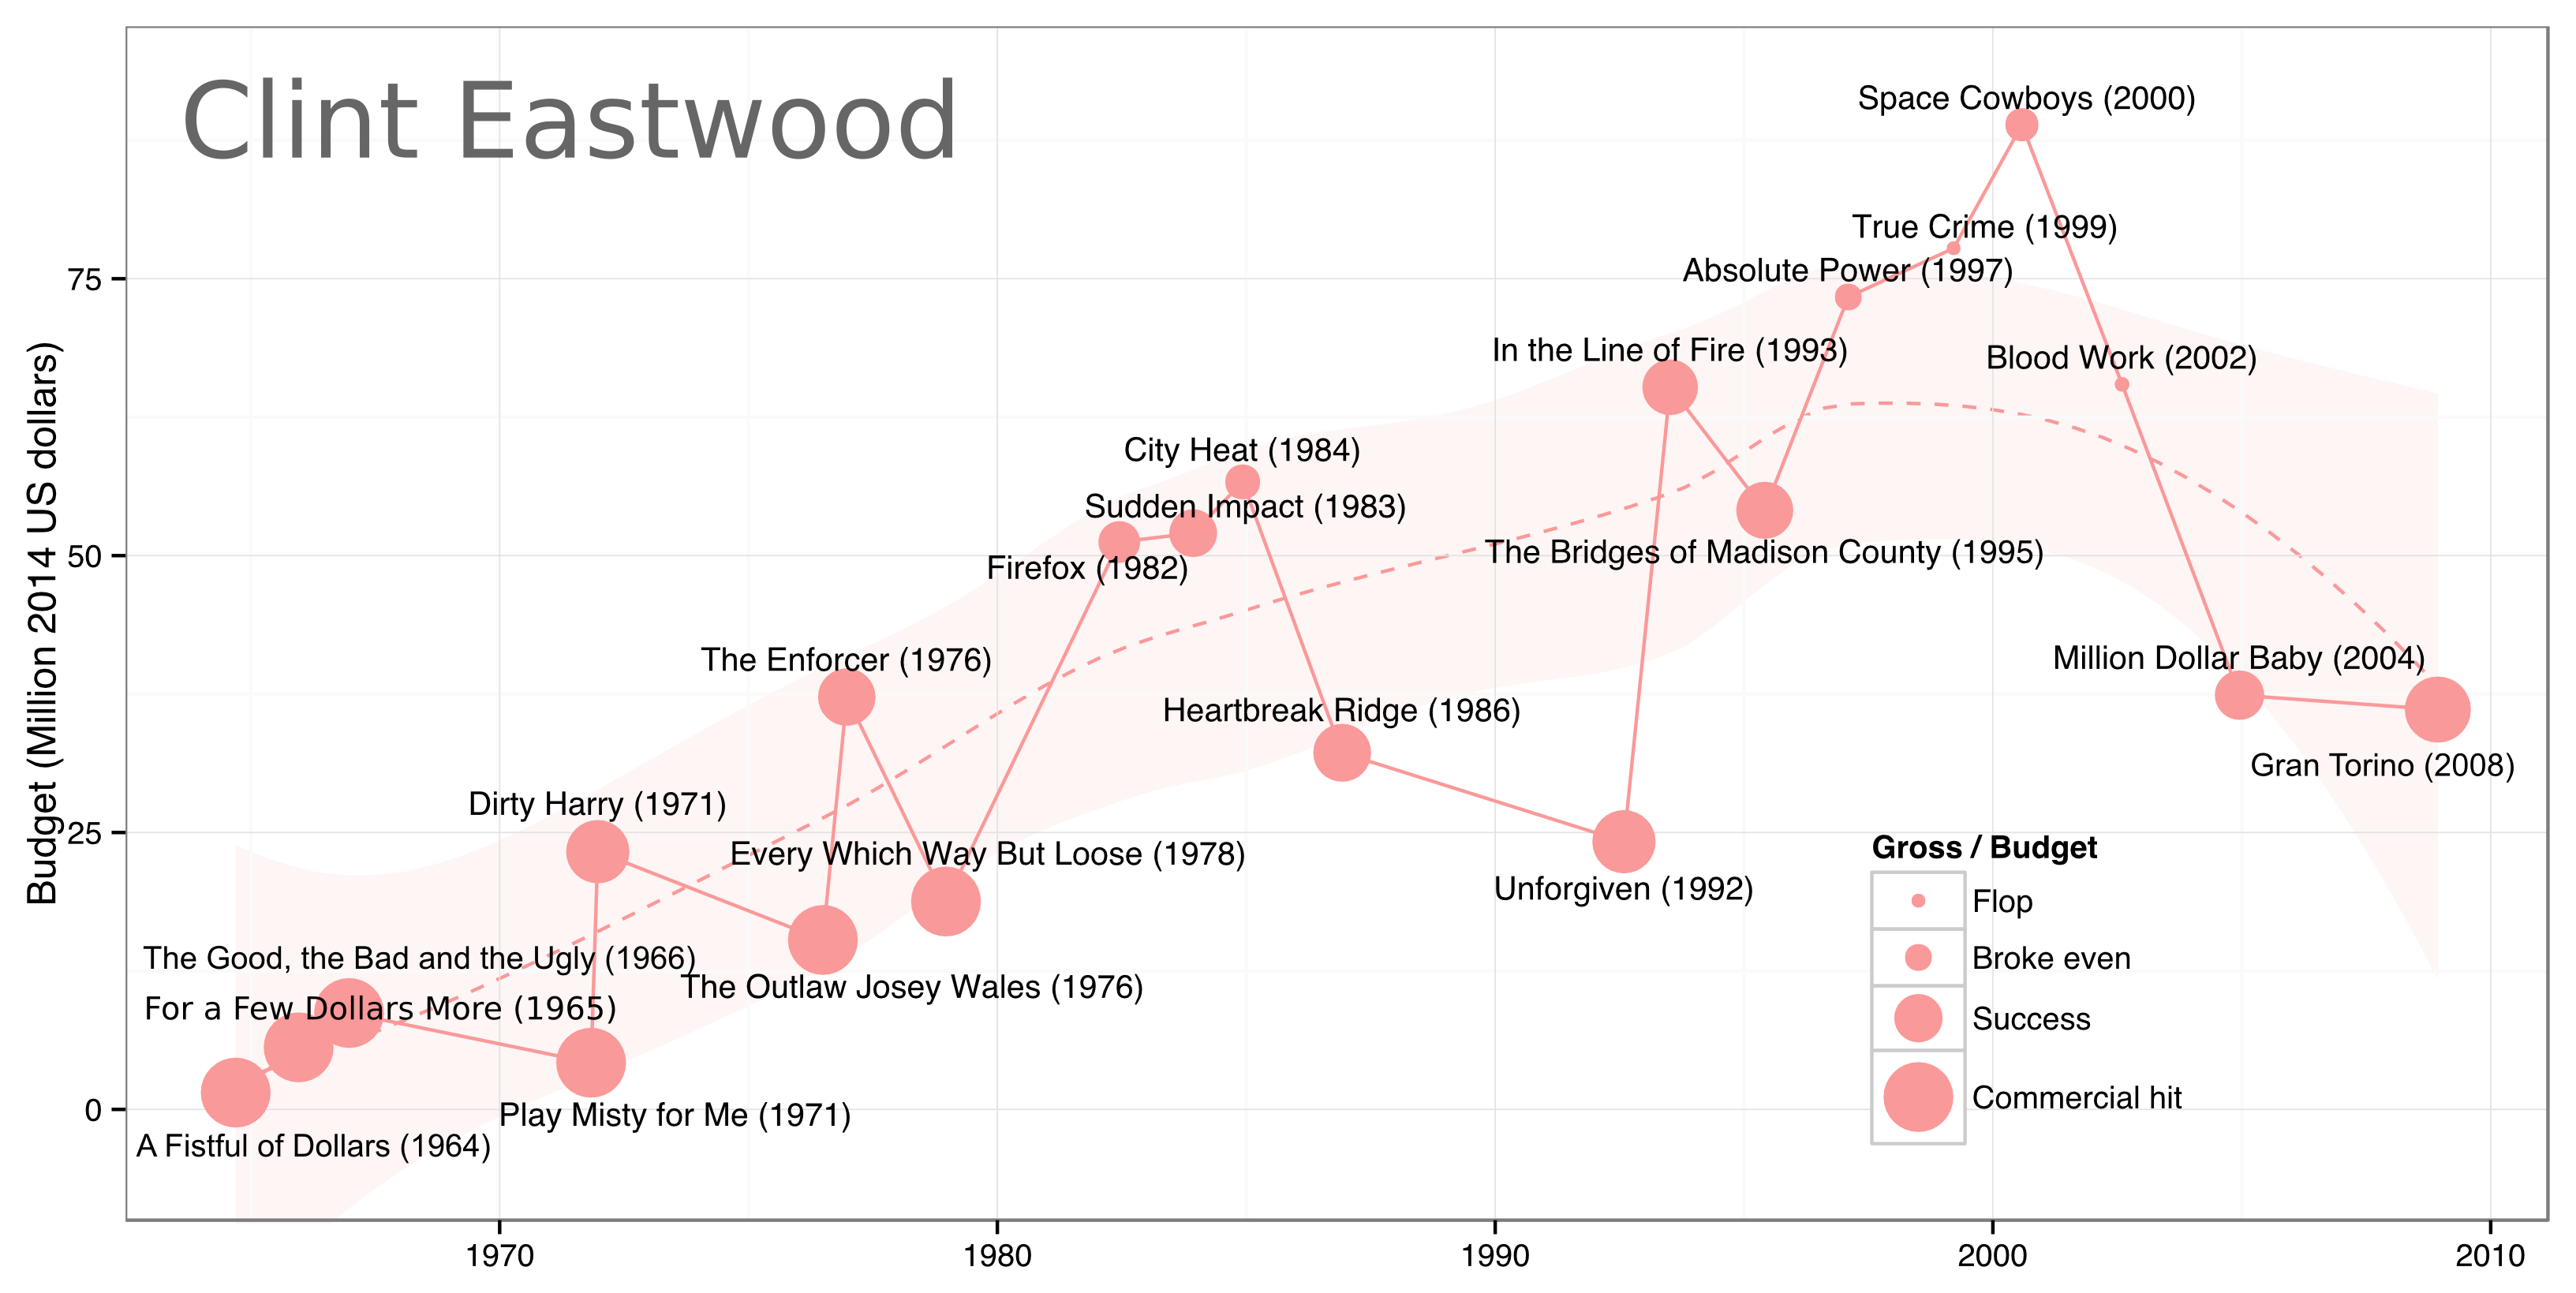 Clint Eastwood
Space Cowboys (2000)
True Crime (1999)
Absolute Power (1997)
75
In the Line of Fire (1993)
Blood Work (2002)
City Heat (1984)
Sudden Impact (1983)
50
The Bridges of Madison County (1995)
Firefox (1982)
Budget (Million 2014 US dollars)
The Enforcer (1976)
Million Dollar Baby (2004)
Heartbreak Ridge (1986)
Gran Torino (2008)
Dirty Harry (1971)
25
Every Which Way But Loose (1978)
Unforgiven (1992)
The Good, the Bad and the Ugly (1966)
The Outlaw Josey Wales (1976)
For a Few Dollars More (1965)
0
Play Misty for Me (1971)
A Fistful of Dollars (1964)
Gross / Budget
Flop
Broke even
Success
Commercial hit
1970
1980
1990
2000
2010